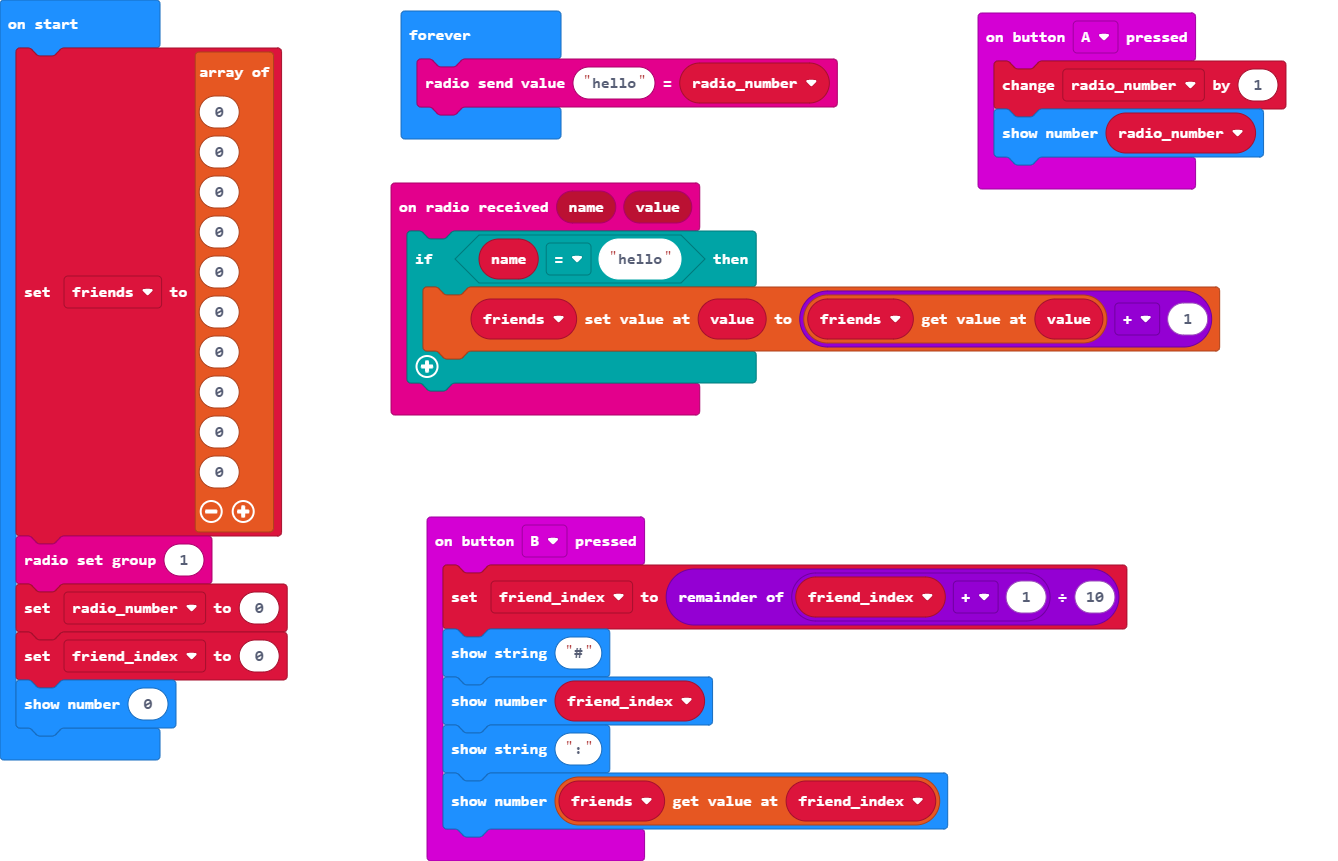 on start
set friends to array of
0
0
0
0
0
0
0
0
0
0
radio set group 1
set radio_number to 0
set friend_index to 0
show number 0
forever
radio send value "hello" = radio_number
on radio received name value
if name = "hello" then
friends set value at value to friends get value at value + 1
on button A pressed
change radio_number by 1
show number radio_number
on button B pressed
set friend_index to remainder of friend_index + 1 ÷ 10
show string "#"
show number friend_index
show string ":"
show number friends get value at friend_index